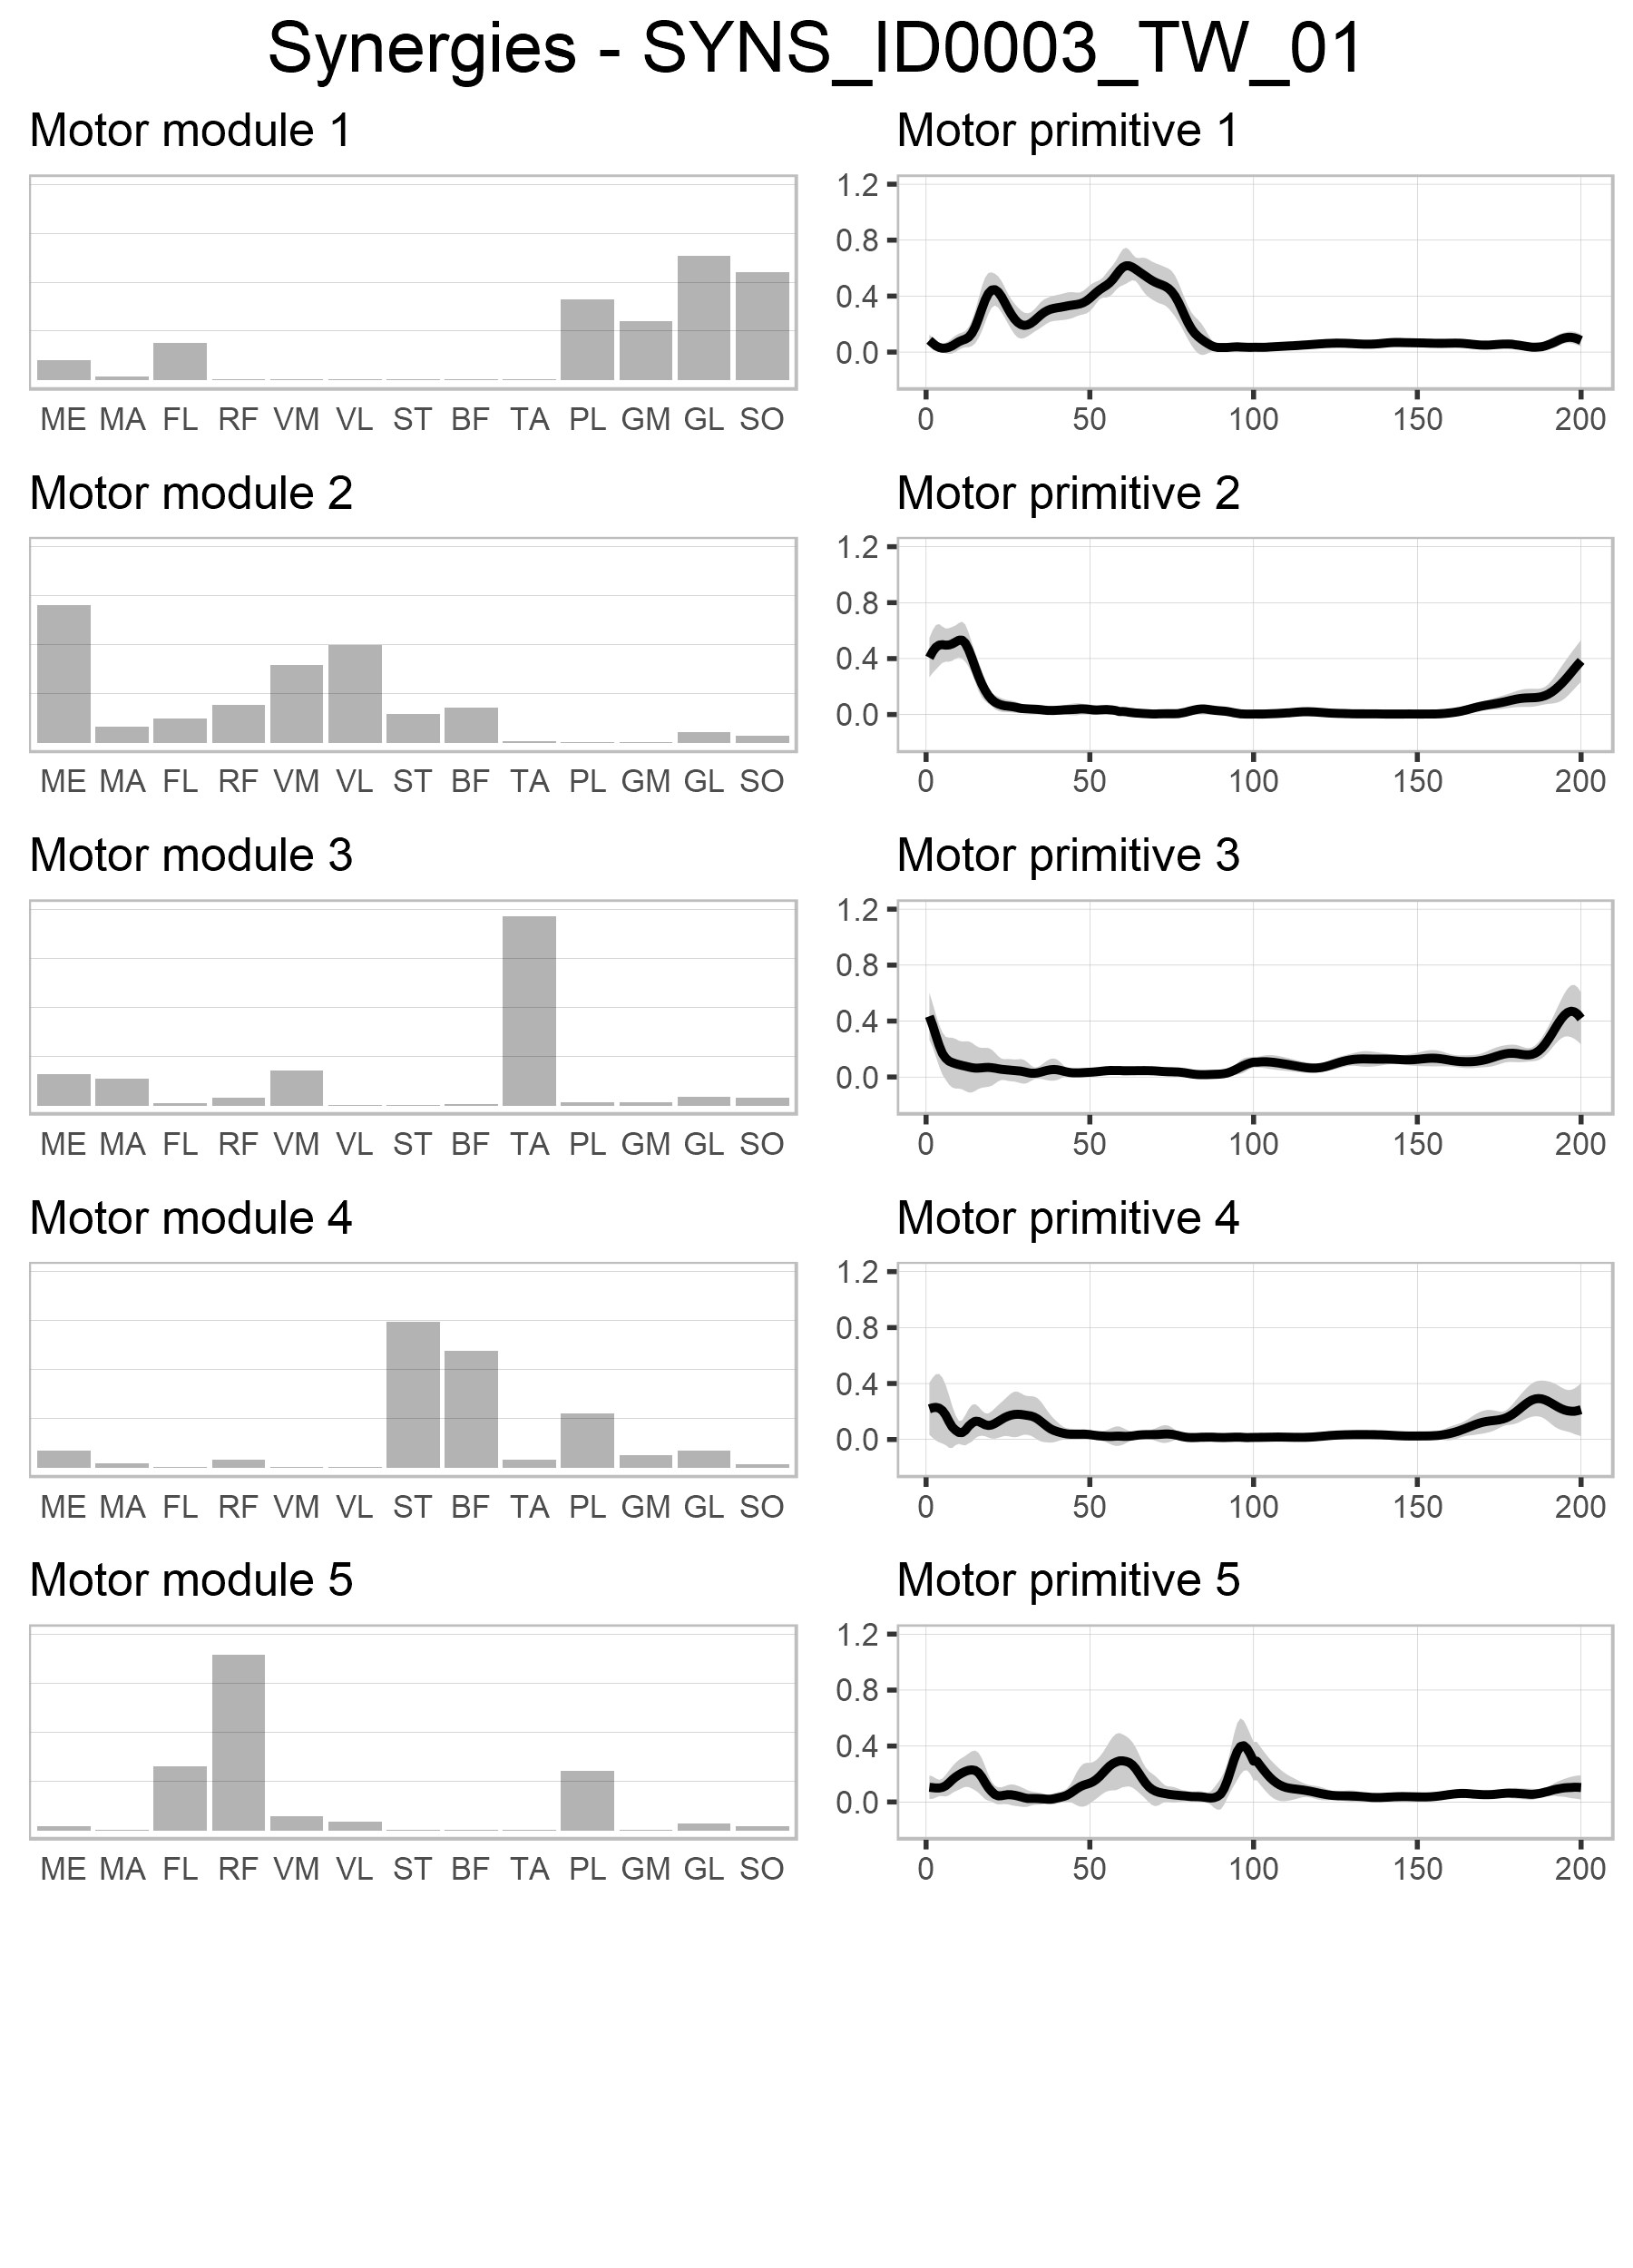 Synergies - SYNS_ID0003_TW_01
Motor module 1
Motor primitive 1
1.2
0.8
0.4
0.0
ME MA FL RF VM VL ST BF TA PL GM GL SO
0 50 100 150 200
Motor module 2
Motor primitive 2
1.2
0.8
0.4
0.0
ME MA FL RF VM VL ST BF TA PL GM GL SO
0 50 100 150 200
Motor module 3
Motor primitive 3
1.2
0.8
0.4
0.0
ME MA FL RF VM VL ST BF TA PL GM GL SO
0 50 100 150 200
Motor module 4
Motor primitive 4
1.2
0.8
0.4
0.0
ME MA FL RF VM VL ST BF TA PL GM GL SO
0 50 100 150 200
Motor module 5
Motor primitive 5
1.2
0.8
0.4
0.0
ME MA FL RF VM VL ST BF TA PL GM GL SO
0 50 100 150 200